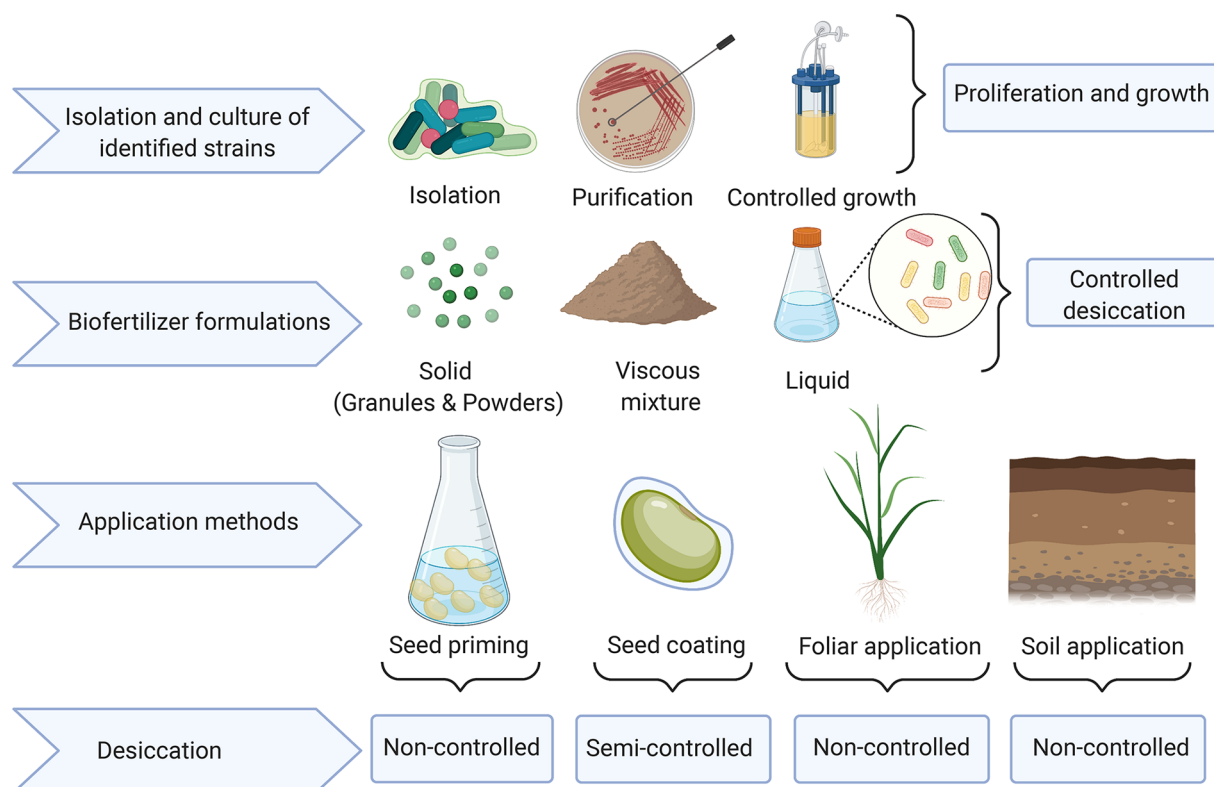 Isolation and culture of
identified strains
Isolation
Purification
Controlled growth
Proliferation and growth
Biofertilizer formulations
Solid
(Granules & Powders)
Viscous
mixture
Liquid
Controlled
desiccation
Application methods
Seed priming
Seed coating
Foliar application
Soil application
Desiccation
Non-controlled
Semi-controlled
Non-controlled
Non-controlled